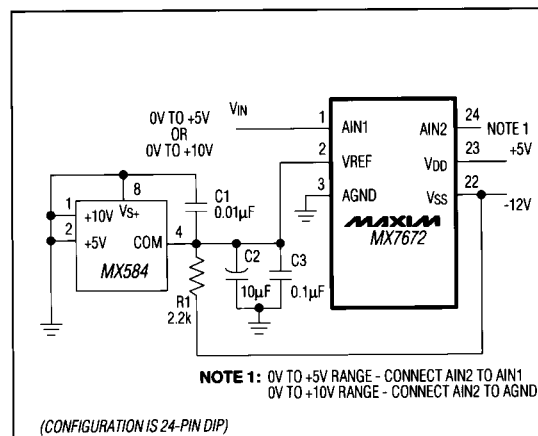 0V TO +5V
OR
0V TO +10V
VIN
1
AIN1
AIN2
24
NOTE 1
2
VREF
VDD
23
+5V
3
AGND
VSS
22
-12V
MAXIM
MX7672
8
VS+
1
+10V
2
+5V
COM
4
MX584
C1
0.01µF
C2
10µF
C3
0.1µF
R1
2.2k
NOTE 1: 0V TO +5V RANGE - CONNECT AIN2 TO AIN1
0V TO +10V RANGE - CONNECT AIN2 TO AGND
(CONFIGURATION IS 24-PIN DIP)